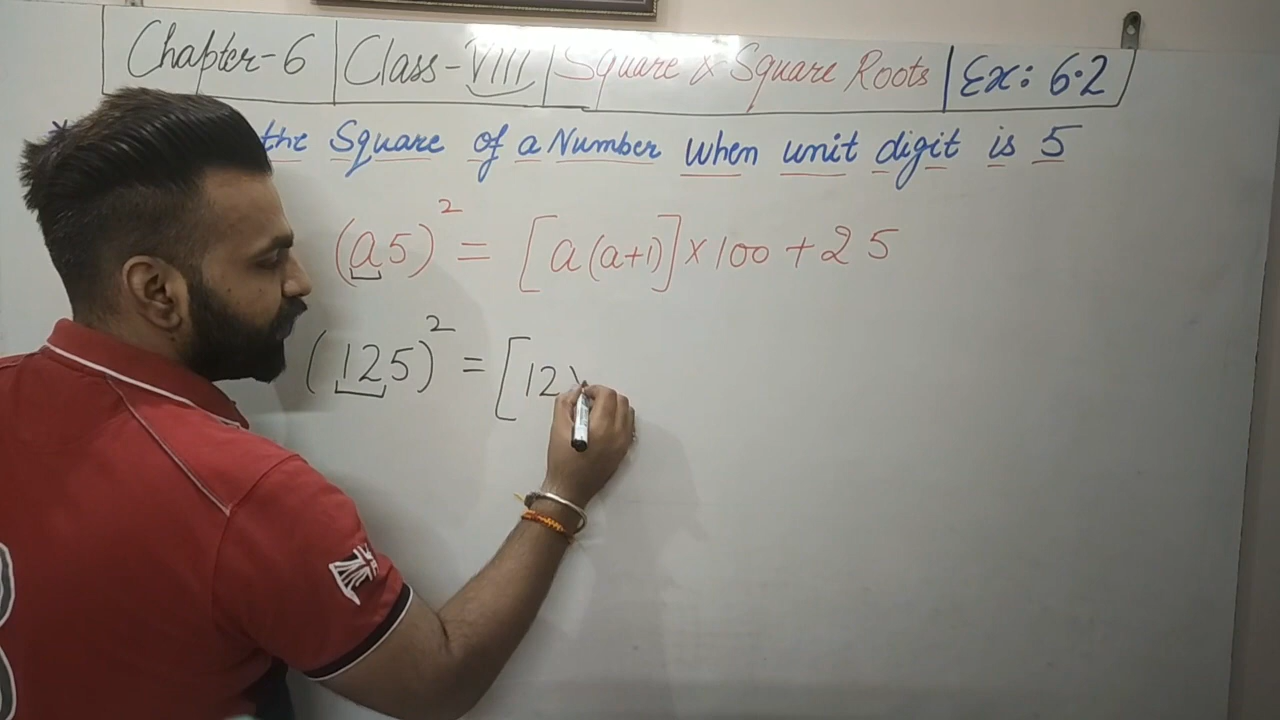 Chapter-6 | Class-VIII | Square & Square Roots | Ex: 6.2
* the Square of a Number when unit digit is 5
(a5)² = [a(a+1)] × 100 + 25
(125)² = [12